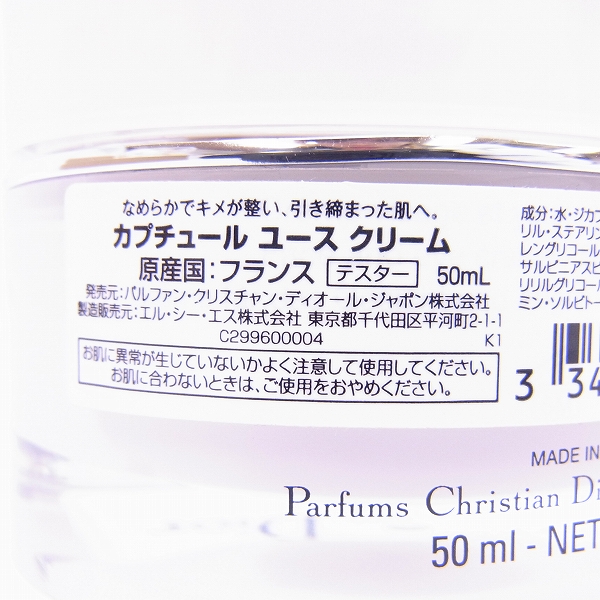 なめらかでキメが整い、引き締まった肌へ。
カプチュール ユース クリーム
原産国:フランス テスター 50mL
発売元:パルファン・クリスチャン・ディオール・ジャポン株式会社
製造販売元:エル・シー・エス株式会社 東京都千代田区平河町2-1-1
C299600004 K1
お肌に異常が生じていないかよく注意して使用してください。
お肌に合わないときは、ご使用をおやめください。
成分:水・ジカプ
リル・ステアリン
レングリコール
サルピニアスピ
リリルグリコール
ミン・ソルビトー
3 34
MADE IN
Parfums Christian Di
50 ml - NET